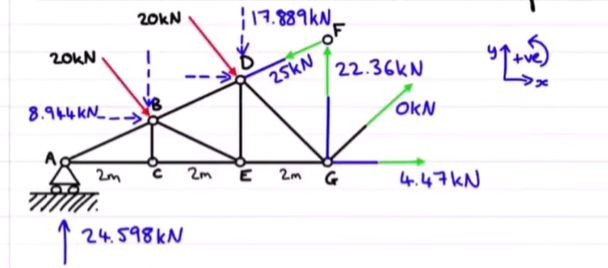 20kN
17.889kN
F
D
25kN
20kN
22.36kN
y
+ve
x
8.944kN
B
0kN
A
2m
C
2m
E
2m
G
4.47kN
24.598kN